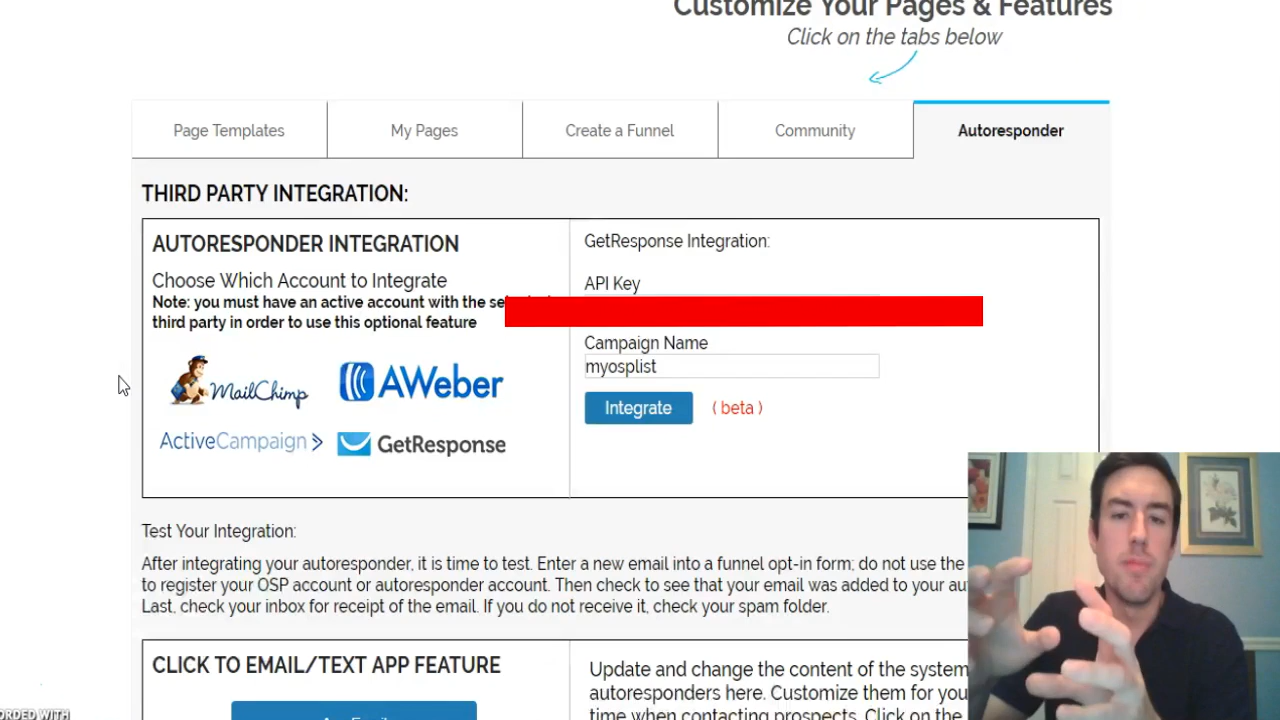 Customize Your Pages & Features
Click on the tabs below
Page Templates
My Pages
Create a Funnel
Community
Autoresponder
THIRD PARTY INTEGRATION:
AUTORESPONDER INTEGRATION
Choose Which Account to Integrate
Note: you must have an active account with the
third party in order to use this optional feature
MailChimp
AWeber
ActiveCampaign >
GetResponse
GetResponse Integration:
API Key
Campaign Name
myosplist
Integrate
( beta )
Test Your Integration:
After integrating your autoresponder, it is time to test. Enter a new email into a funnel opt-in form; do not use the
to register your OSP account or autoresponder account. Then check to see that your email was added to your
Last, check your inbox for receipt of the email. If you do not receive it, check your spam folder.
CLICK TO EMAIL/TEXT APP FEATURE
Update and change the content of the system
autoresponders here. Customize them for
time when contacting prospects. Click on the
WITH